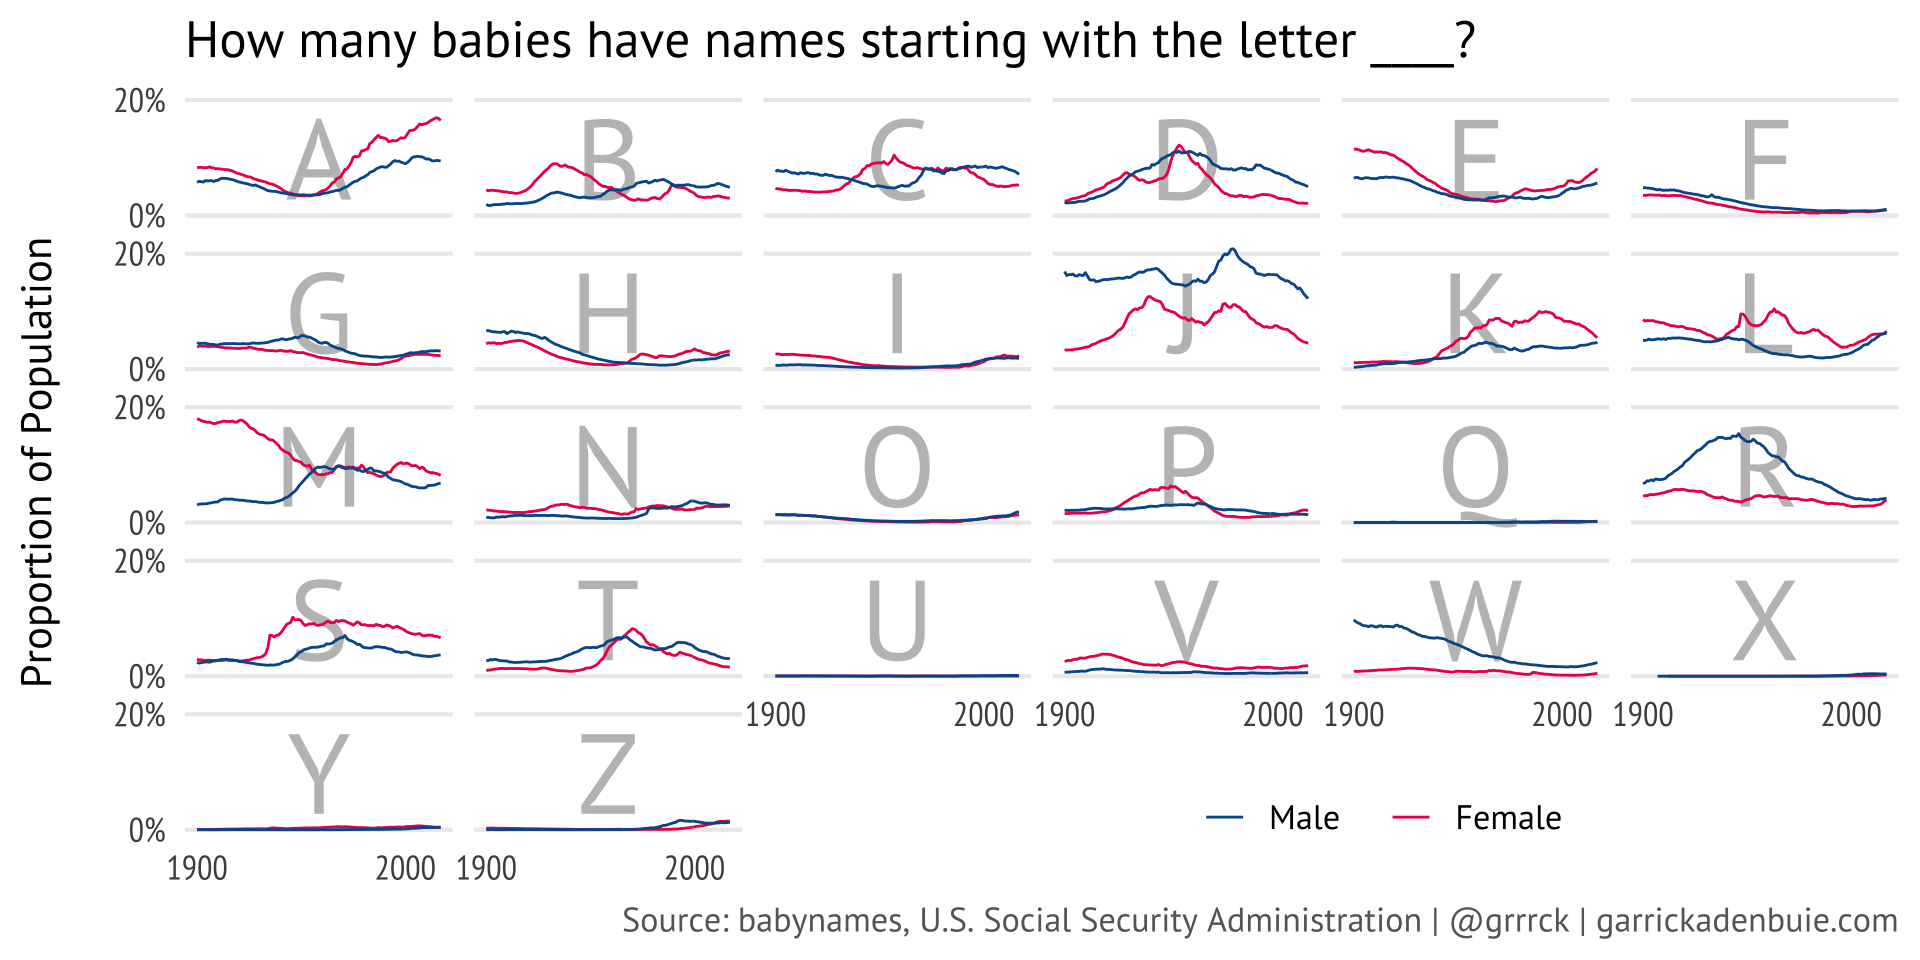 How many babies have names starting with the letter ____?
Proportion of Population
20% A B C D E F
0%
20% G H I J K L
0%
20% M N O P Q R
0%
20% S T U V W X
0%
1900 2000 1900 2000 1900 2000 1900 2000
20% Y Z
0%
1900 2000 1900 2000
Male Female
Source: babynames, U.S. Social Security Administration | @grrrck | garrickadenbuie.com